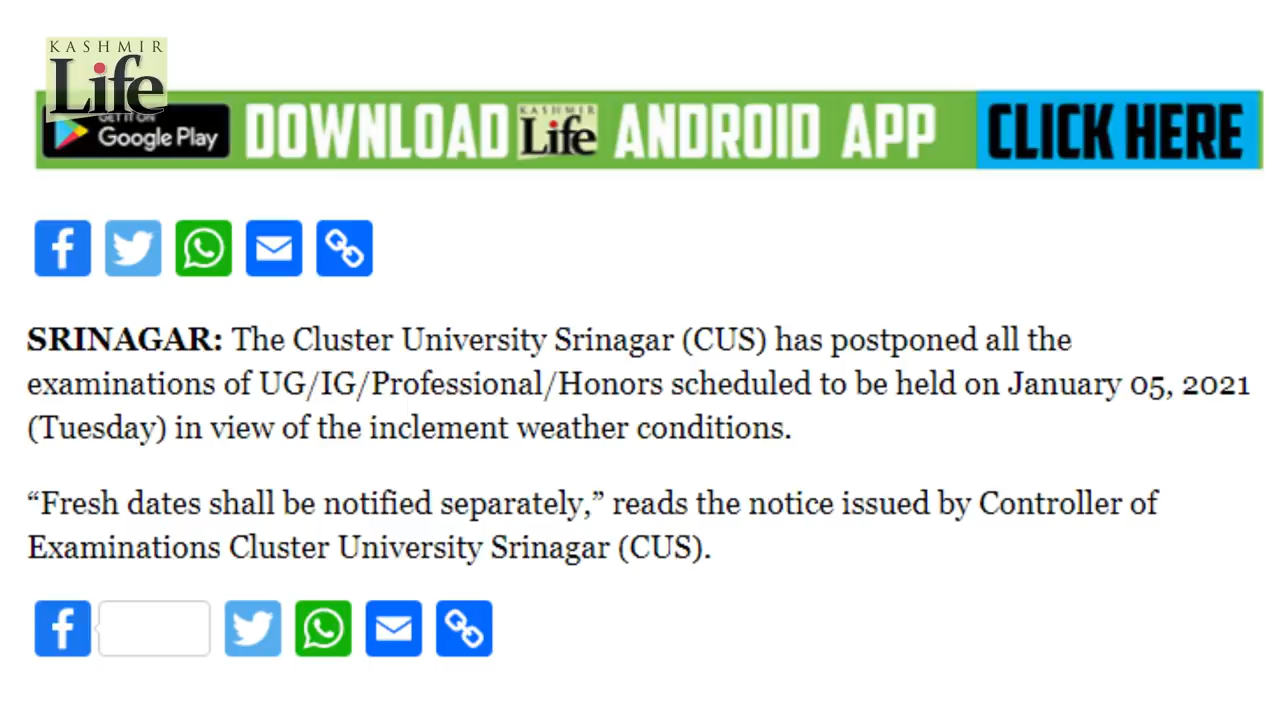 KASHMIR
Life
GET IT ON
Google Play
DOWNLOAD KASHMIR Life ANDROID APP CLICK HERE
SRINAGAR: The Cluster University Srinagar (CUS) has postponed all the
examinations of UG/IG/Professional/Honors scheduled to be held on January 05, 2021
(Tuesday) in view of the inclement weather conditions.
“Fresh dates shall be notified separately,” reads the notice issued by Controller of
Examinations Cluster University Srinagar (CUS).